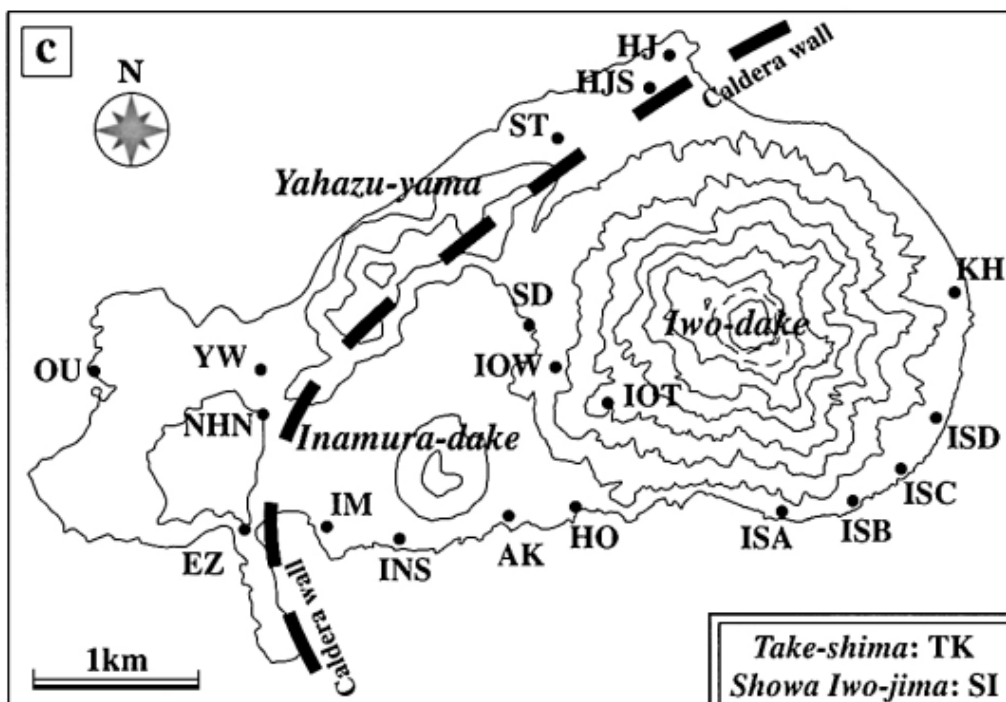 c
N
HJ
HJS
Caldera wall
ST
Yahazu-yama
KH
SD
Iwo-dake
OU
YW
IOW
IOT
NHN
Inamura-dake
ISD
ISC
IM
HO
ISB
AK
ISA
EZ
INS
Caldera wall
1km
Take-shima: TK
Showa Iwo-jima: SI